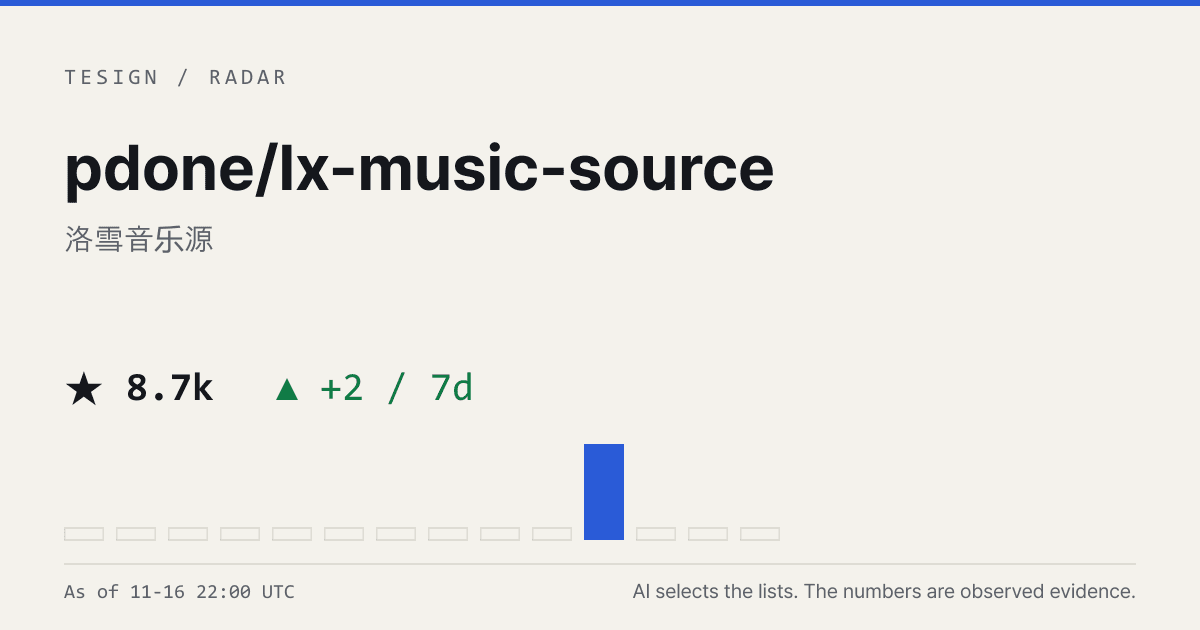 TESIGN / RADAR
pdone/lx-music-source
洛雪音乐源
★ 8.7k ▲ +2 / 7d
As of 11-16 22:00 UTC
AI selects the lists. The numbers are observed evidence.